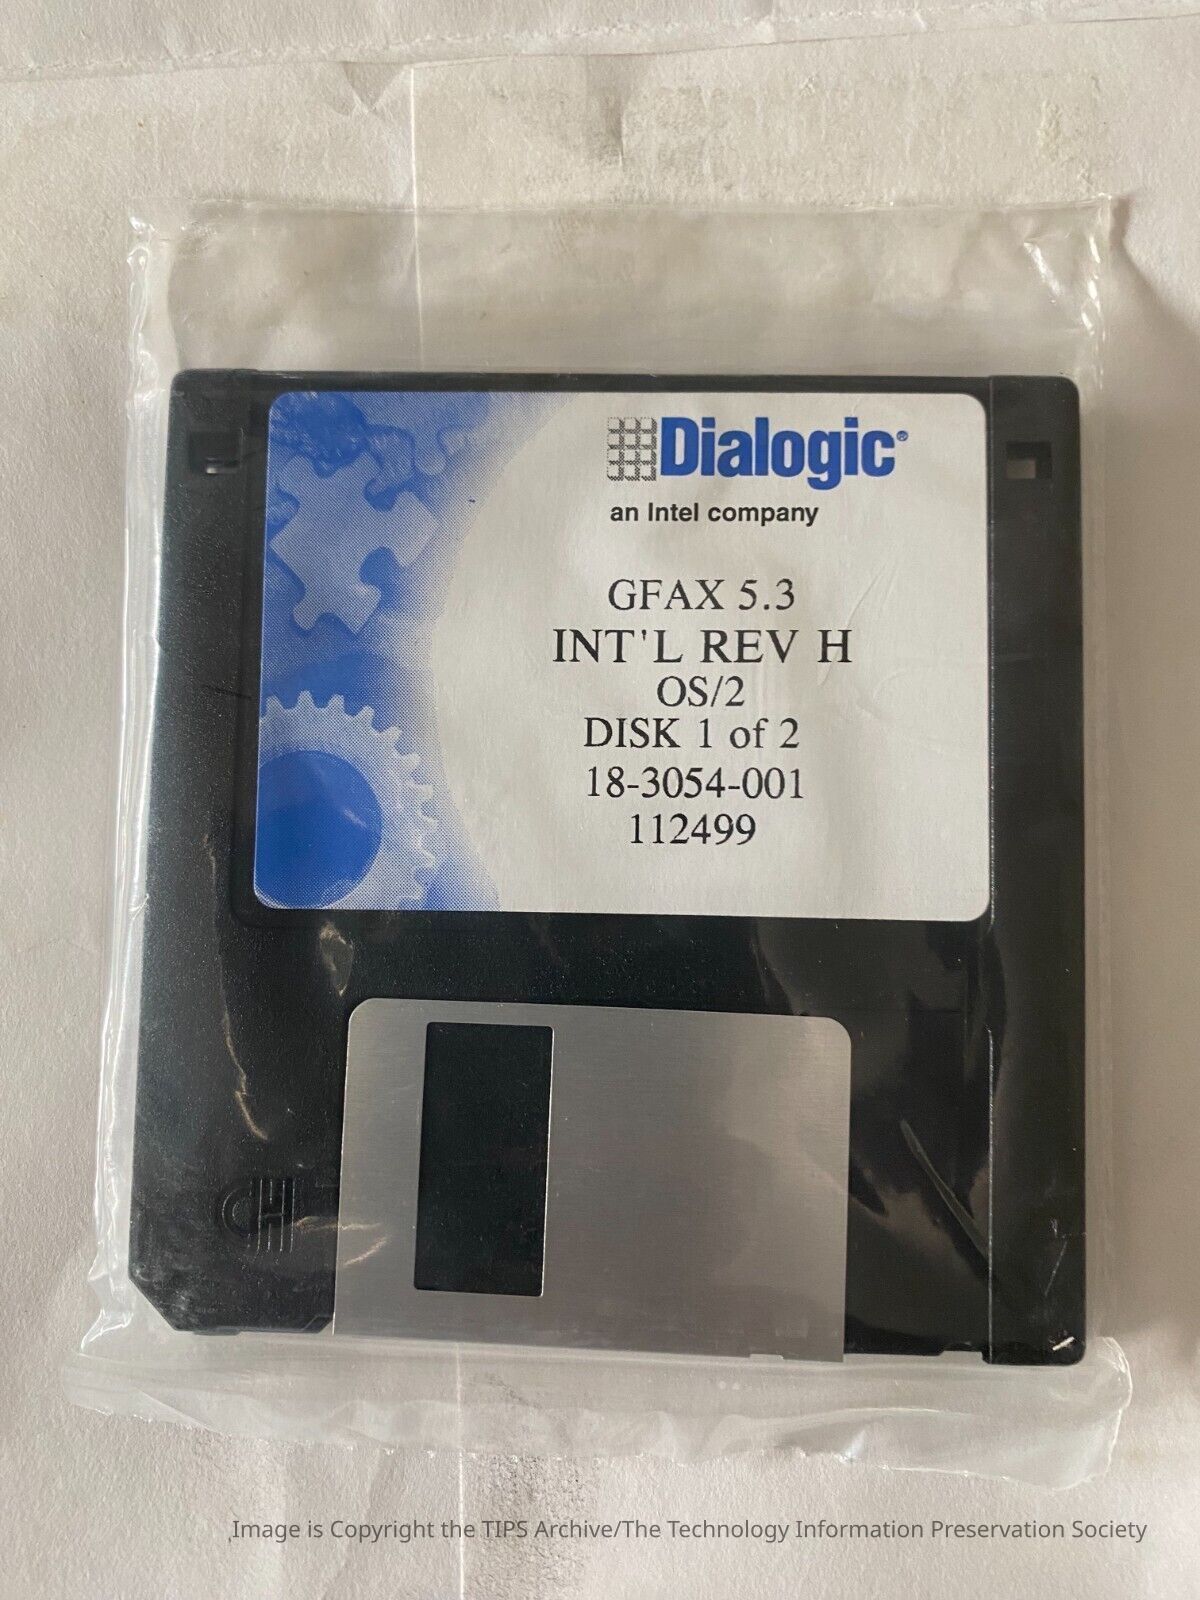 Dialogic®
an Intel company
GFAX 5.3
INT'L REV H
OS/2
DISK 1 of 2
18-3054-001
112499
Image is Copyright the TIPS Archive/The Technology Information Preservation Society